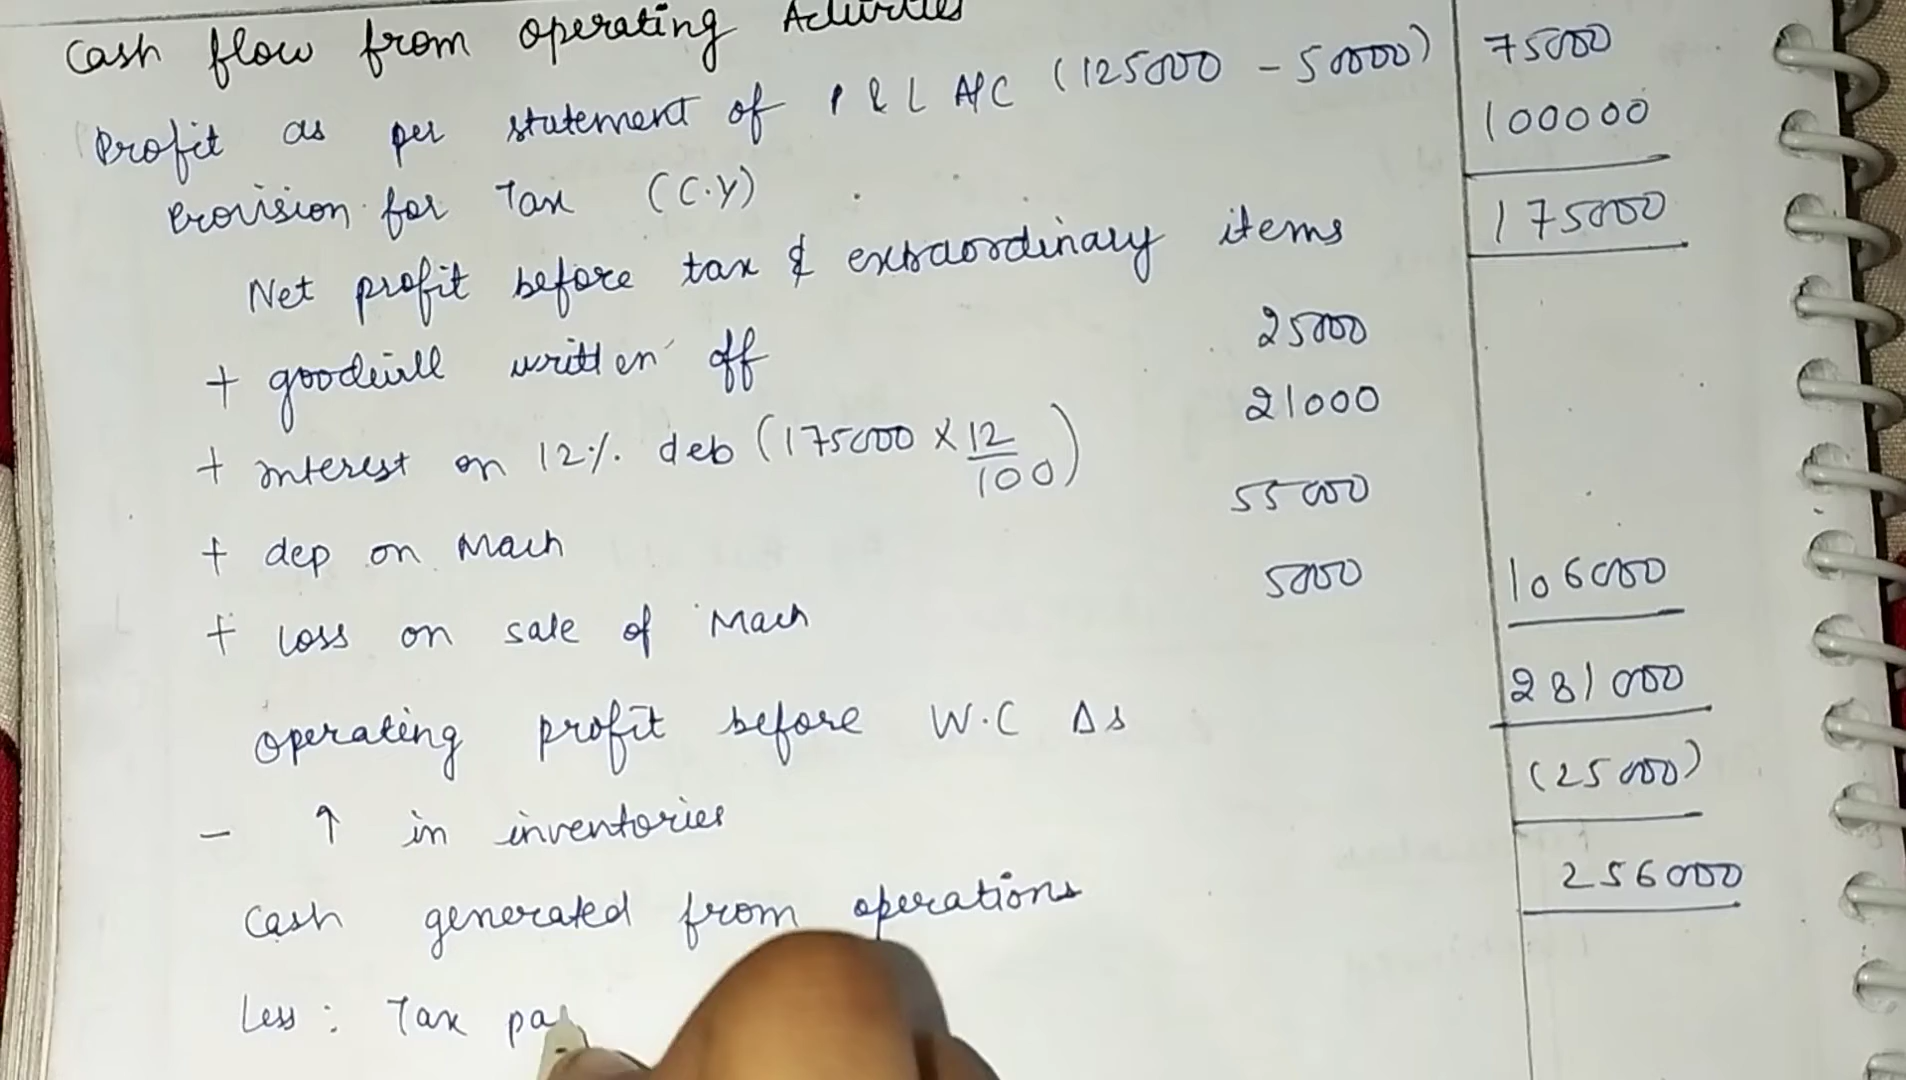 Cash flow from operating Activities
Profit as per statement of P & L A/C (125000 - 50000) 75000
Provision for Tax (C.Y) 100000
Net profit before tax & extraordinary items 175000
+ goodwill written off 25000
+ interest on 12% deb (175000 × 12/100) 21000
+ dep on Mach 55000
+ Loss on sale of Mach 5000 106000
operating profit before W.C Δs 281000
- ↑ in inventories (25000)
Cash generated from operations 256000
Less : Tax pa